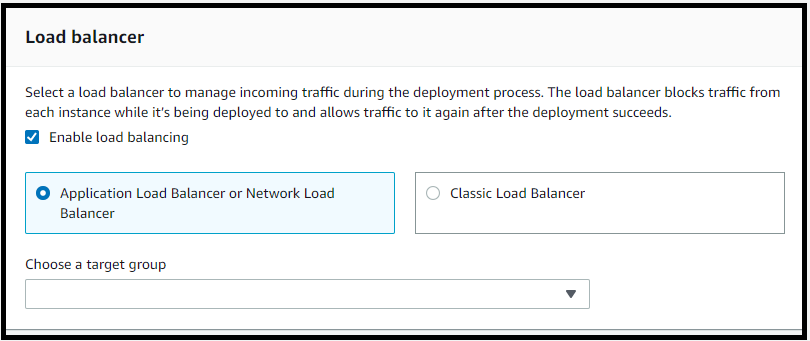 Load balancer
Select a load balancer to manage incoming traffic during the deployment process. The load balancer blocks traffic from
each instance while it's being deployed to and allows traffic to it again after the deployment succeeds.
Enable load balancing
Application Load Balancer or Network Load
Balancer
Classic Load Balancer
Choose a target group